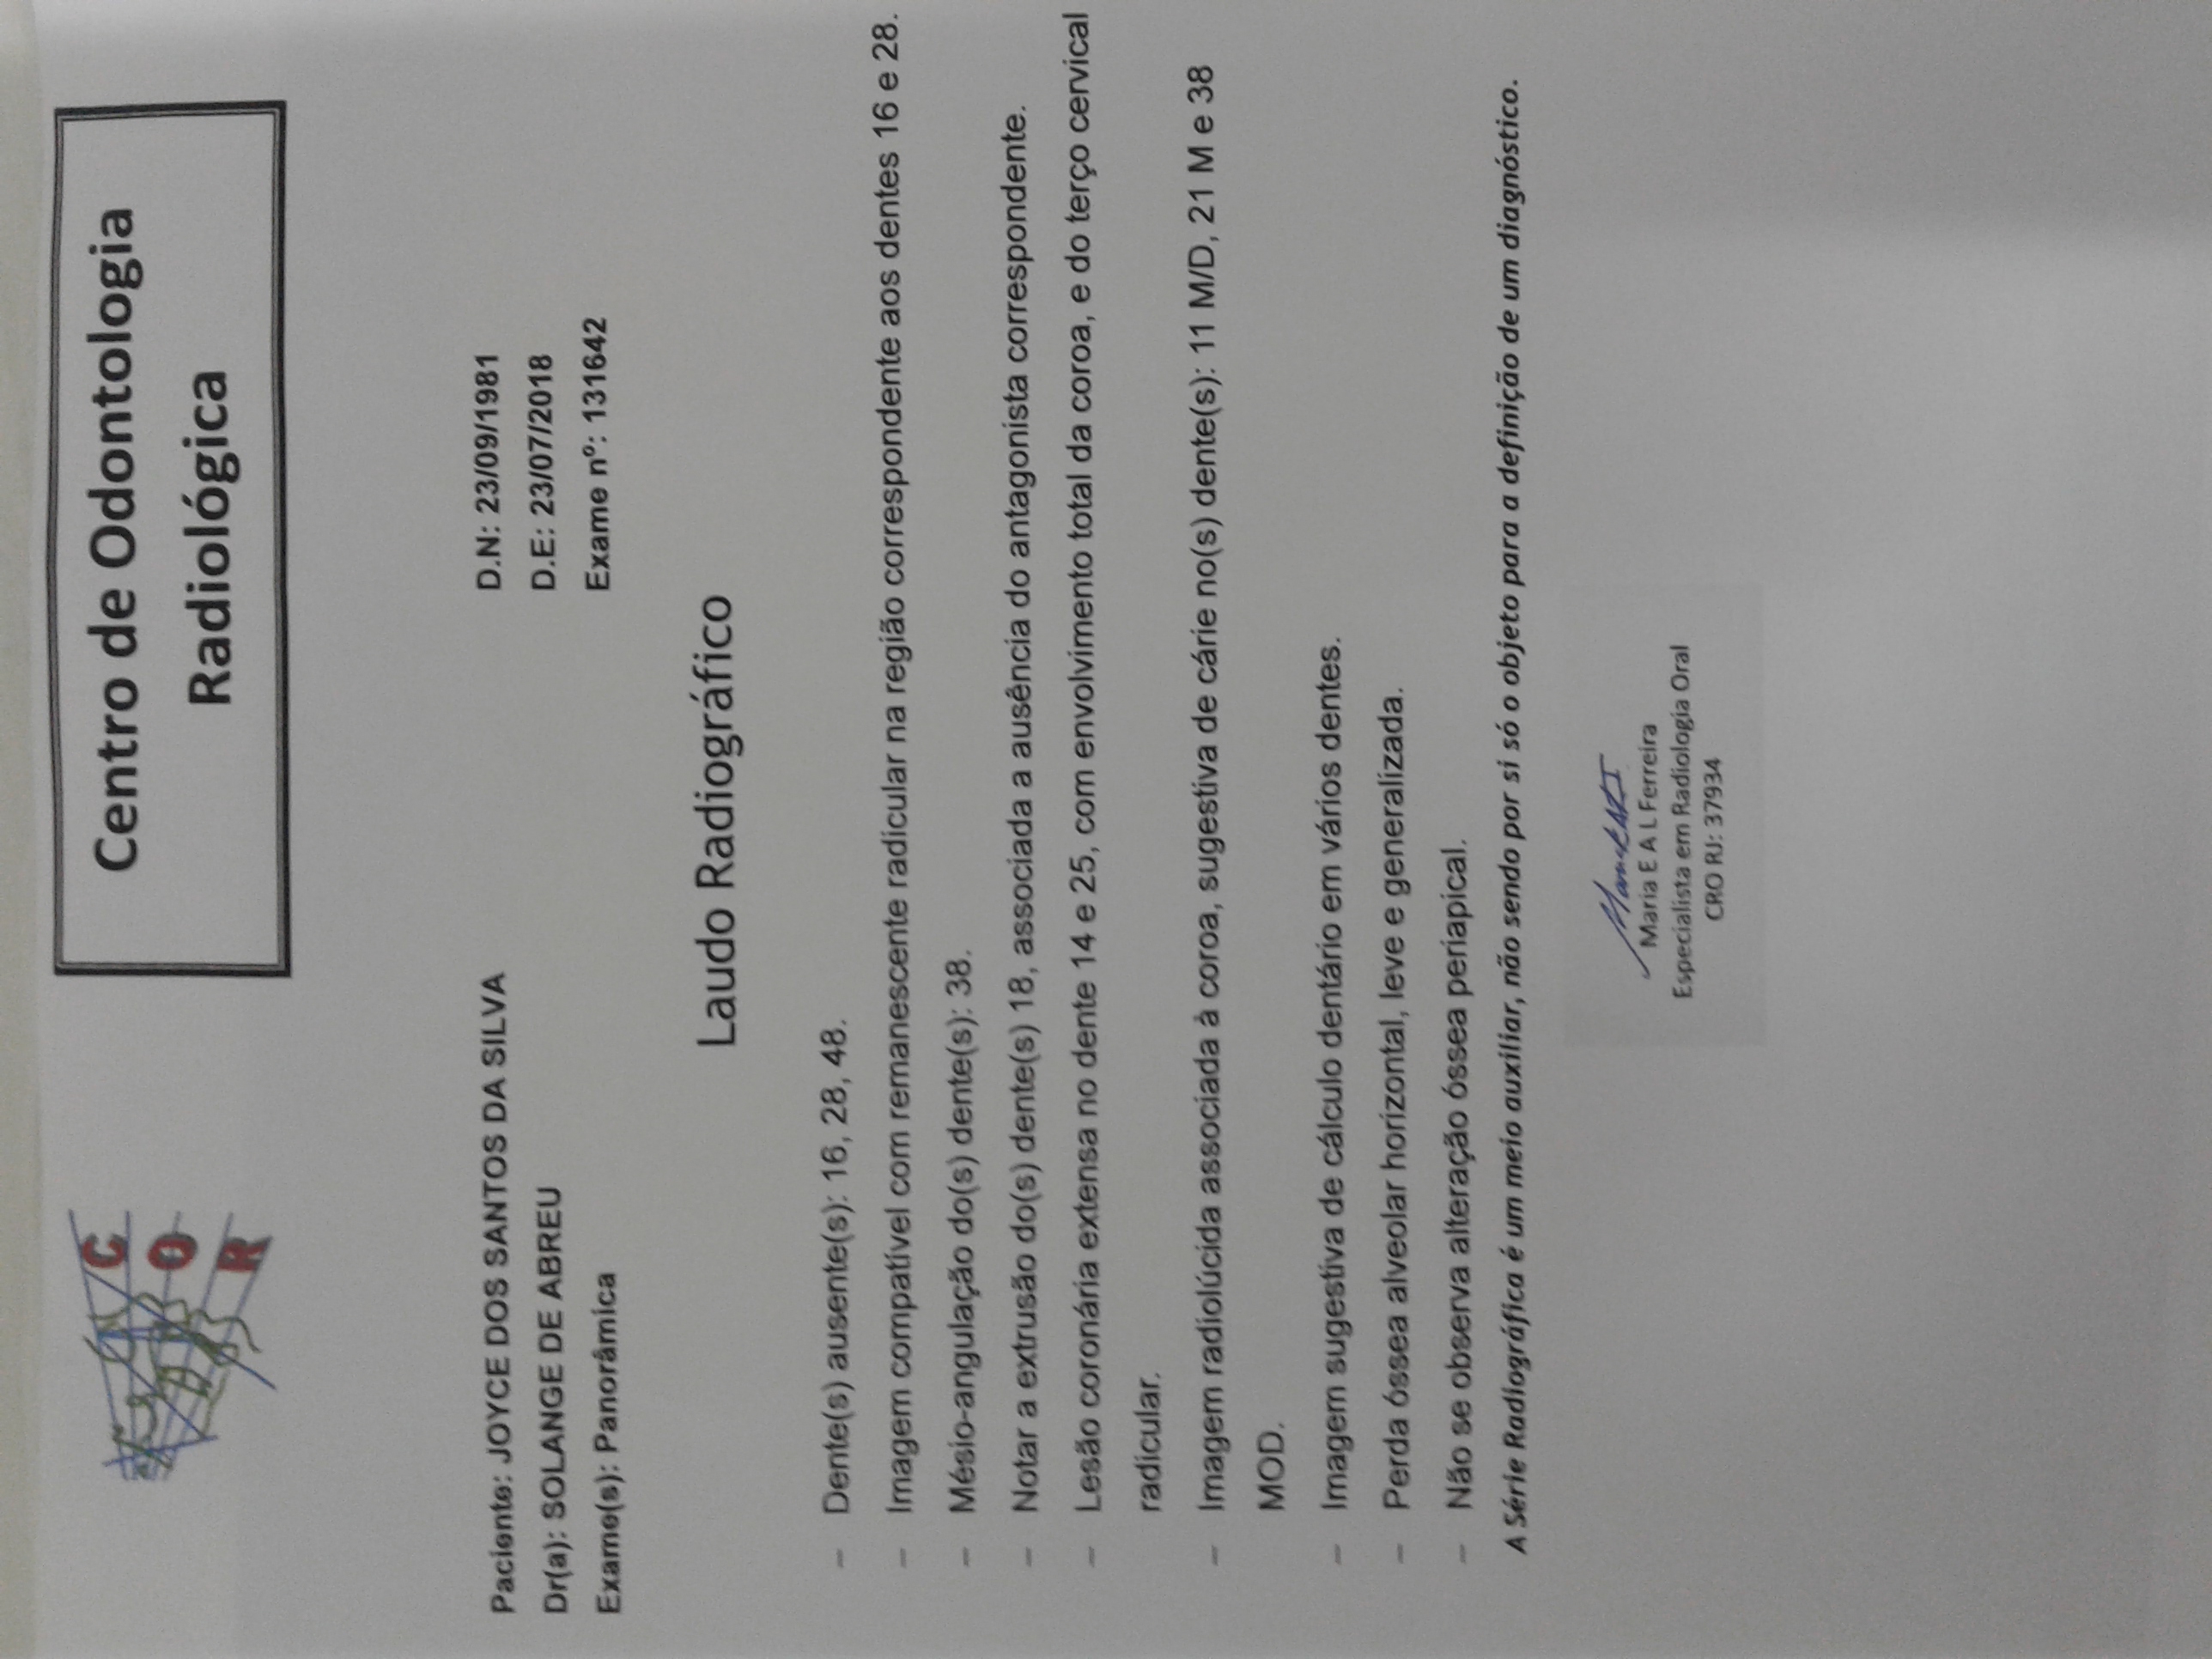 C
O
R
Centro de Odontologia
Radiológica
Paciente: JOYCE DOS SANTOS DA SILVA D.N: 23/09/1981
Dr(a): SOLANGE DE ABREU D.E: 23/07/2018
Exame(s): Panorâmica Exame nº: 131642
Laudo Radiográfico
– Dente(s) ausente(s): 16, 28, 48.
– Imagem compatível com remanescente radicular na região correspondente aos dentes 16 e 28.
– Mésio-angulação do(s) dente(s): 38.
– Notar a extrusão do(s) dente(s) 18, associada a ausência do antagonista correspondente.
– Lesão coronária extensa no dente 14 e 25, com envolvimento total da coroa, e do terço cervical
radicular.
– Imagem radiolúcida associada à coroa, sugestiva de cárie no(s) dente(s): 11 M/D, 21 M e 38
MOD.
– Imagem sugestiva de cálculo dentário em vários dentes.
– Perda óssea alveolar horizontal, leve e generalizada.
– Não se observa alteração óssea periapical.
A Série Radiográfica é um meio auxiliar, não sendo por si só o objeto para a definição de um diagnóstico.
Maria E A L Ferreira
Especialista em Radiologia Oral
CRO RJ: 37934